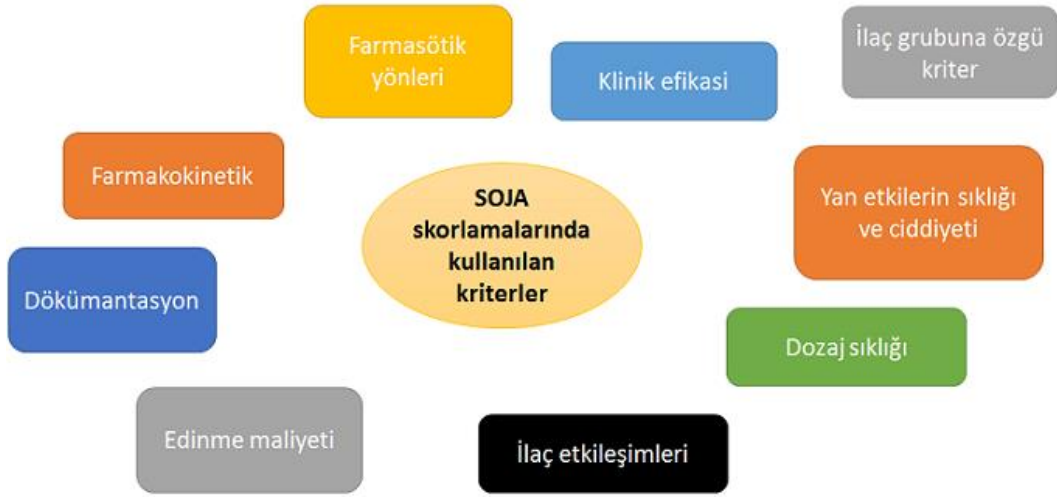 Farmasötik
yönleri
Klinik efikasi
İlaç grubuna özgü
kriter
Farmakokinetik
SOJA
skorlamalarında
kullanılan
kriterler
Yan etkilerin sıklığı
ve ciddiyeti
Dökümantasyon
Dozaj sıklığı
Edinme maliyeti
İlaç etkileşimleri